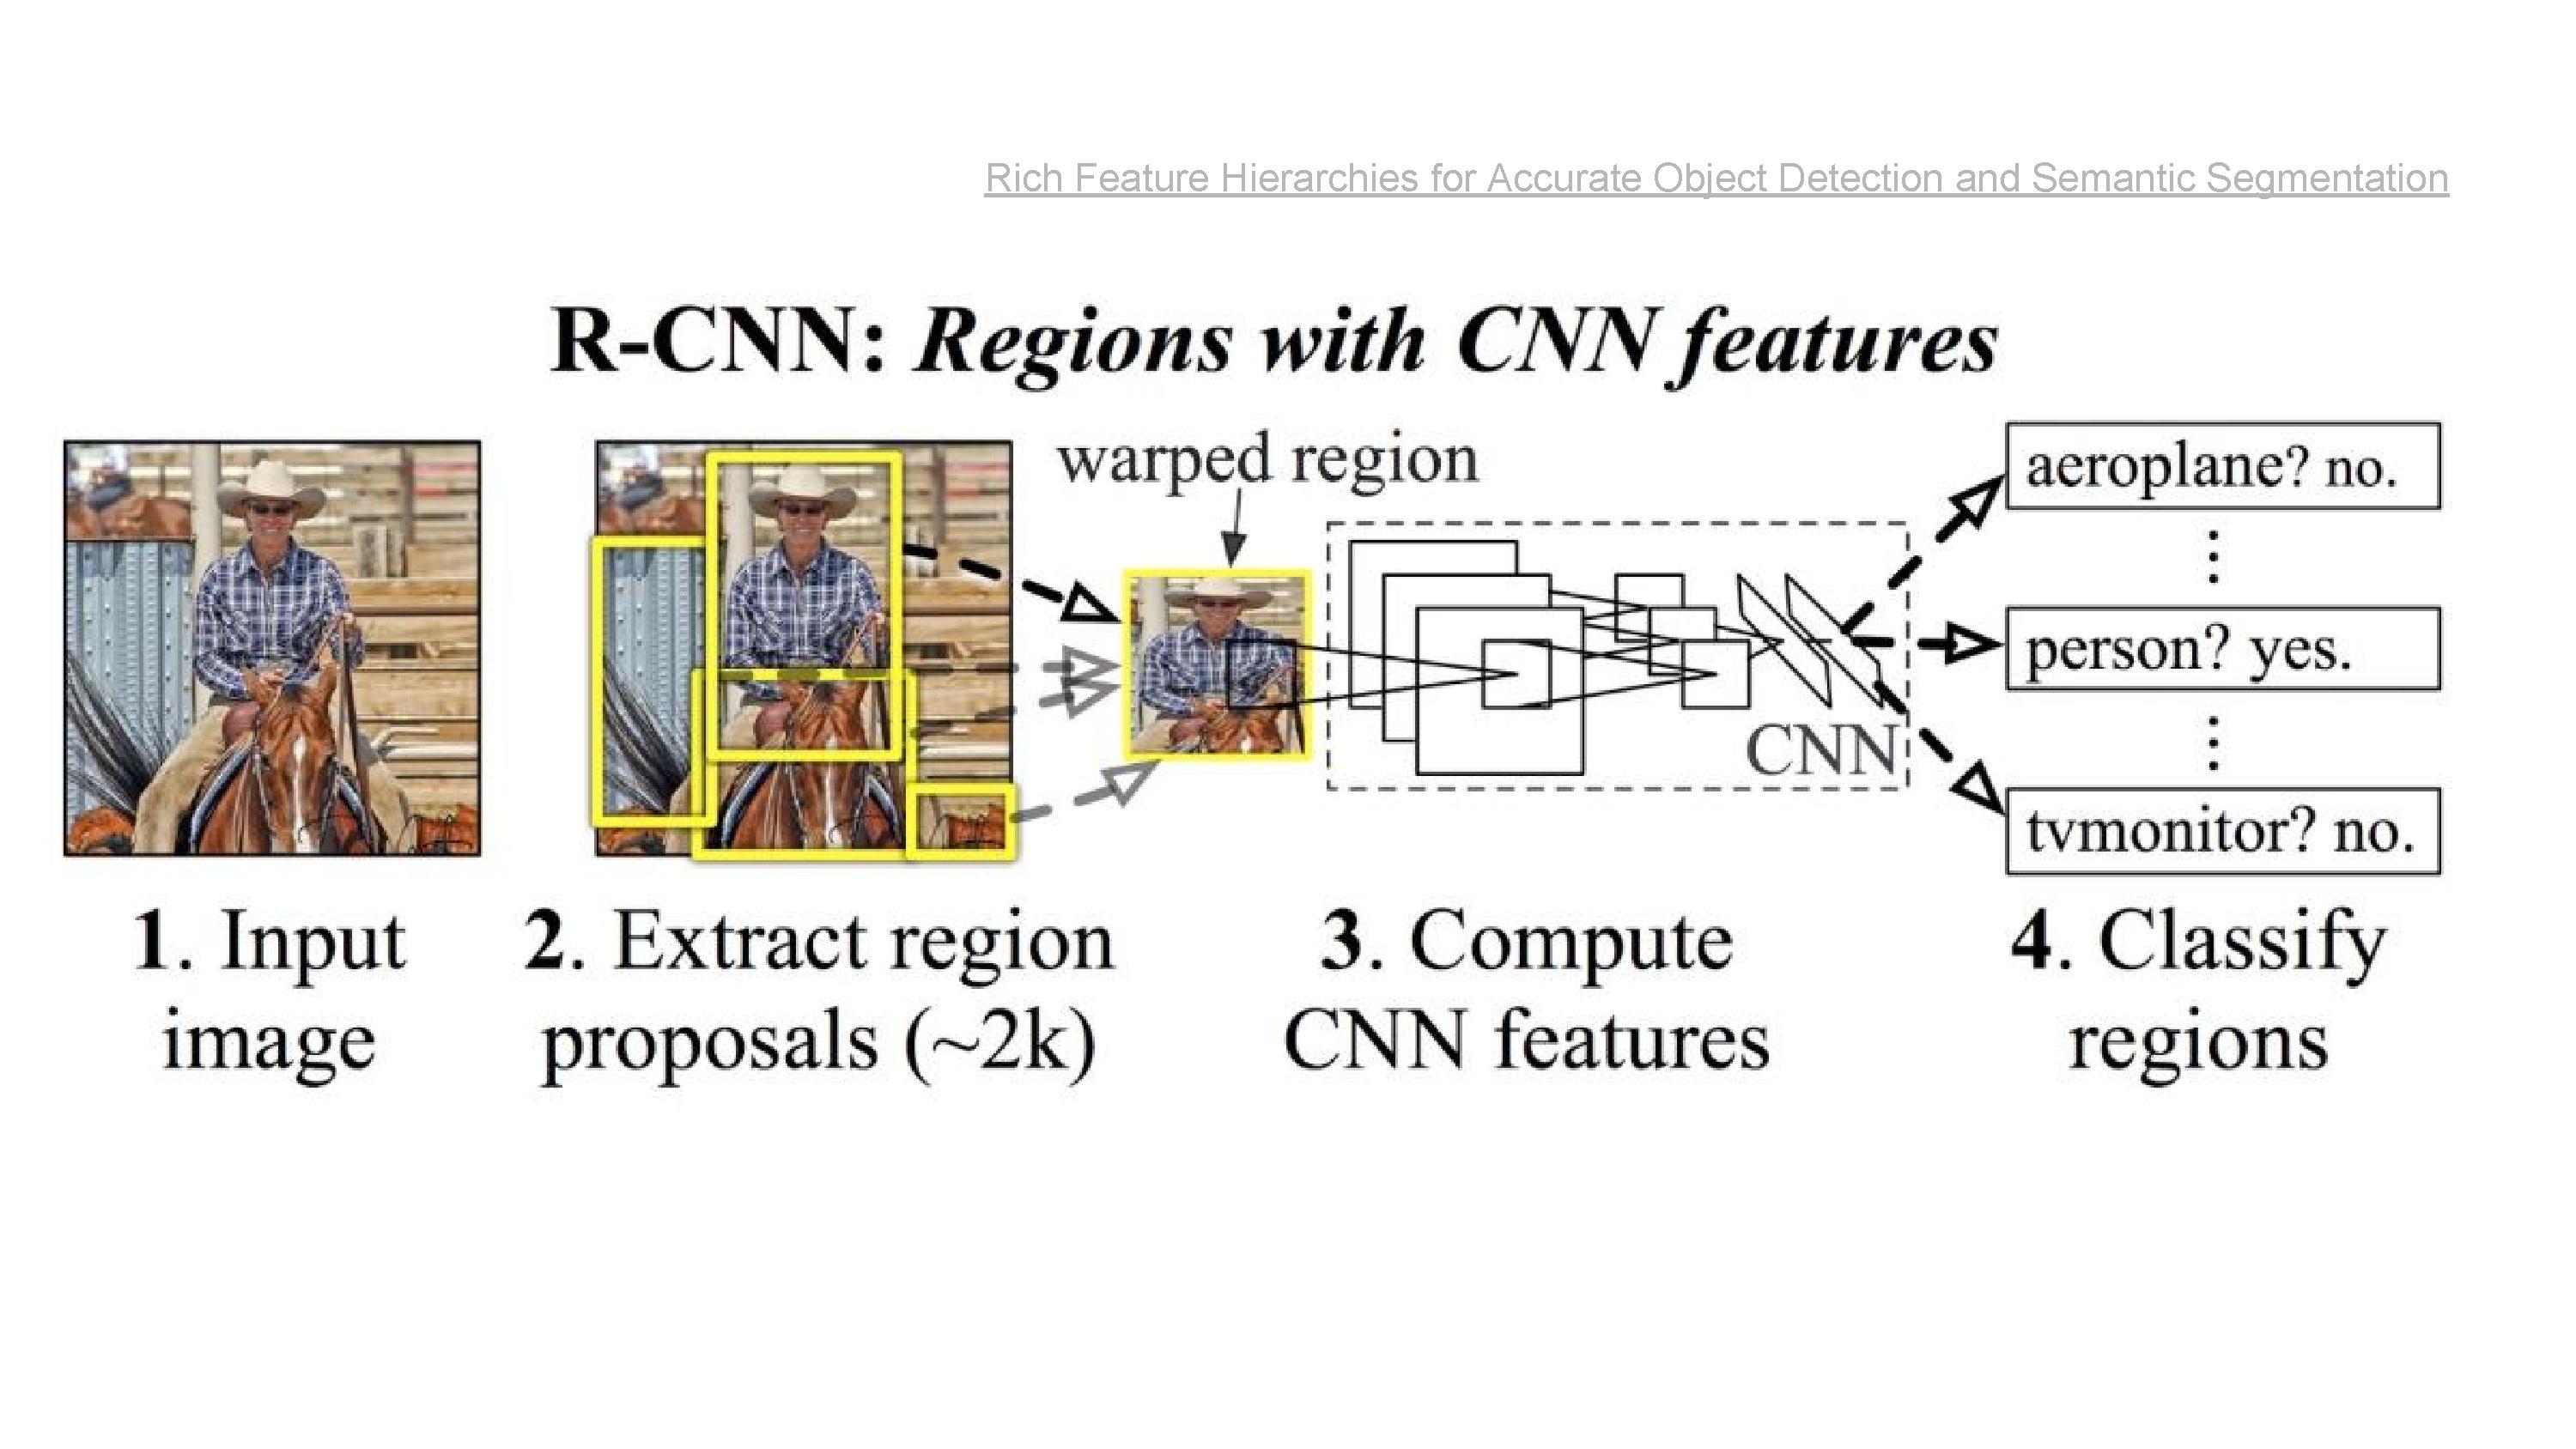 Rich Feature Hierarchies for Accurate Object Detection and Semantic Segmentation
R-CNN: Regions with CNN features
warped region
aeroplane? no.
⋮
person? yes.
⋮
tvmonitor? no.
CNN
1. Input
image
2. Extract region
proposals (~2k)
3. Compute
CNN features
4. Classify
regions